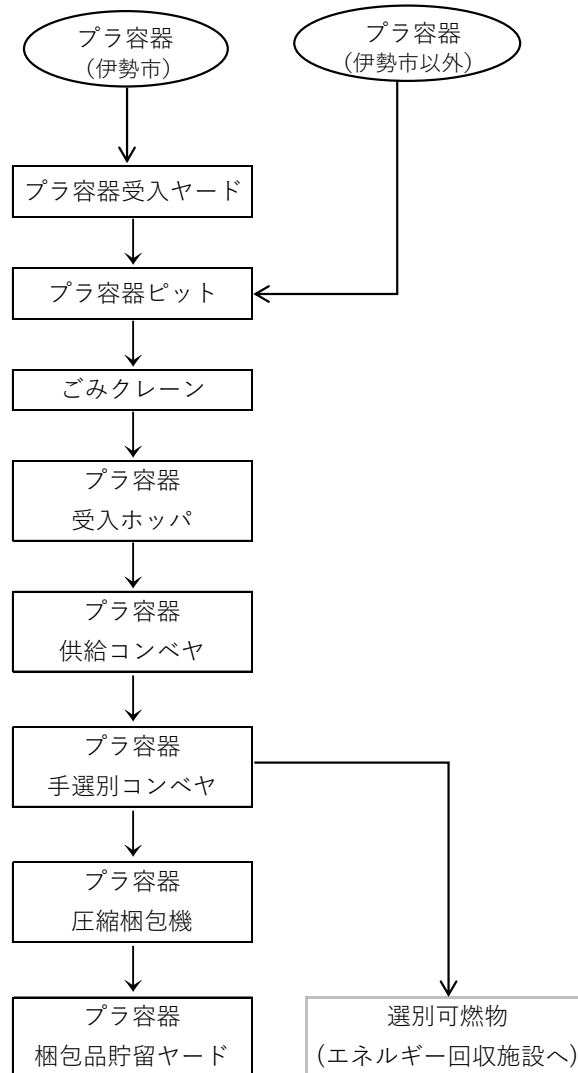 プラ容器
(伊勢市)
プラ容器
(伊勢市以外)
プラ容器受入ヤード
プラ容器ピット
ごみクレーン
プラ容器
受入ホッパ
プラ容器
供給コンベヤ
プラ容器
手選別コンベヤ
プラ容器
圧縮梱包機
プラ容器
梱包品貯留ヤード
選別可燃物
(エネルギー回収施設へ)